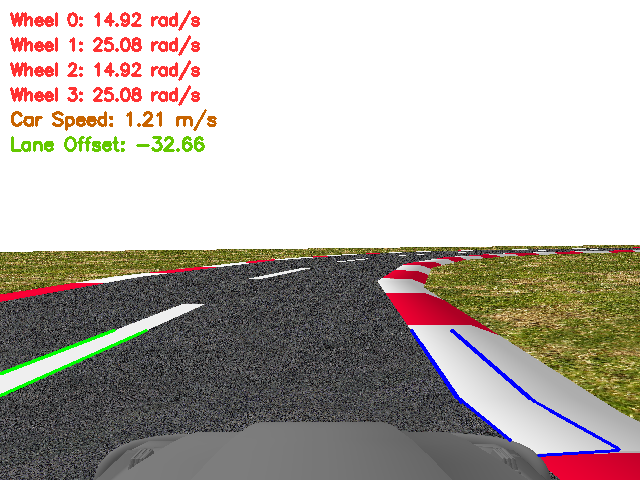 Wheel 0: 14.92 rad/s
Wheel 1: 25.08 rad/s
Wheel 2: 14.92 rad/s
Wheel 3: 25.08 rad/s
Car Speed: 1.21 m/s
Lane Offset: -32.66